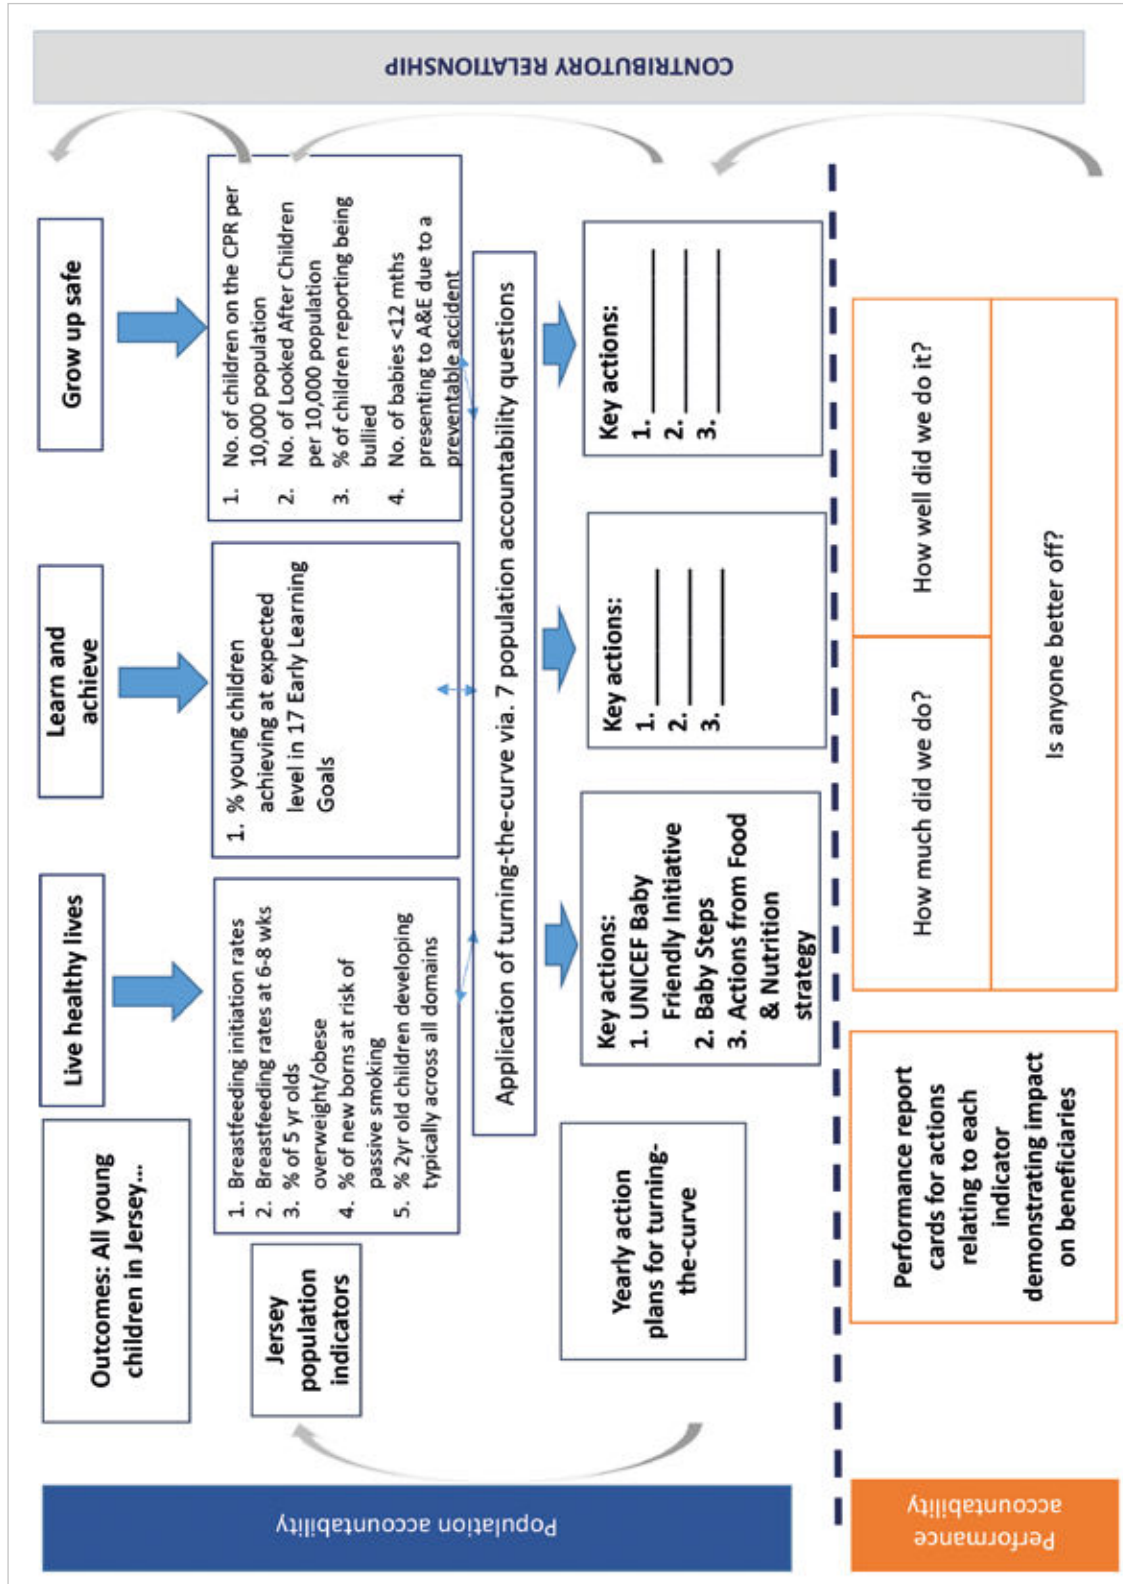 Population accountability
Performance
accountability
CONTRIBUTORY RELATIONSHIP
Outcomes: All young
children in Jersey...
Live healthy lives
Learn and
achieve
Grow up safe
Jersey
population
indicators
1. Breastfeeding initiation rates
2. Breastfeeding rates at 6-8 wks
3. % of 5 yr olds
overweight/obese
4. % of new borns at risk of
passive smoking
5. % 2yr old children developing
typically across all domains
1. % young children
achieving at expected
level in 17 Early Learning
Goals
1. No. of children on the CPR per
10,000 population
2. No. of Looked After Children
per 10,000 population
3. % of children reporting being
bullied
4. No. of babies <12 mths
presenting to A&E due to a
preventable accident
Application of turning-the-curve via. 7 population accountability questions
Yearly action
plans for turning-
the-curve
Key actions:
1. UNICEF Baby
Friendly Initiative
2. Baby Steps
3. Actions from Food
& Nutrition
strategy
Key actions:
1.
2.
3.
Key actions:
1.
2.
3.
Performance report
cards for actions
relating to each
indicator
demonstrating impact
on beneficiaries
How much did we do?
How well did we do it?
Is anyone better off?